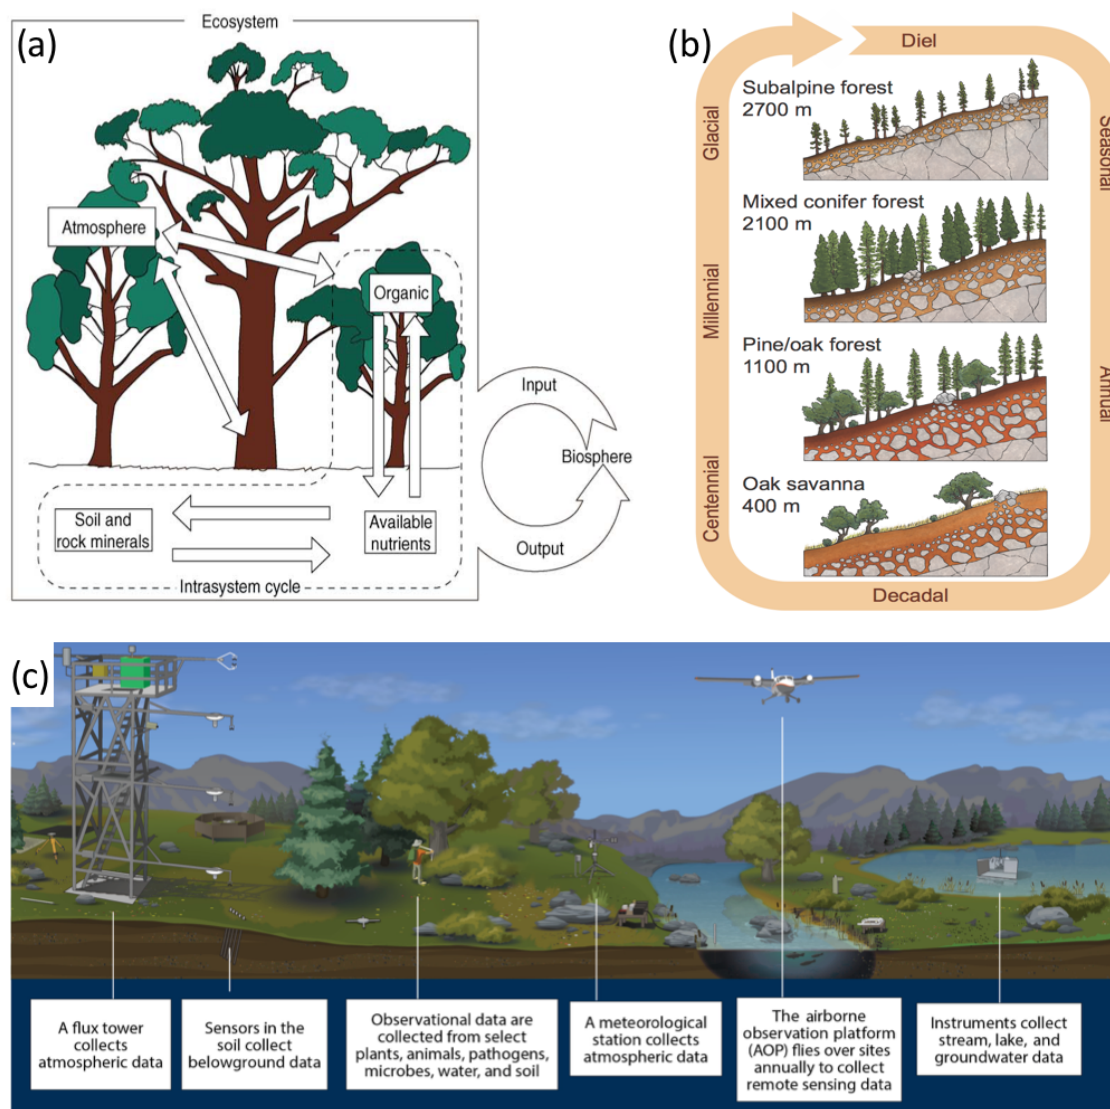 (a)
Ecosystem
Atmosphere
Organic
Input
Biosphere
Output
Soil and
rock minerals
Available
nutrients
Intrasystem cycle
(b)
Diel
Seasonal
Annual
Decadal
Centennial
Millennial
Glacial
Subalpine forest
2700 m
Mixed conifer forest
2100 m
Pine/oak forest
1100 m
Oak savanna
400 m
(c)
A flux tower
collects
atmospheric data
Sensors in the
soil collect
belowground data
Observational data are
collected from select
plants, animals, pathogens,
microbes, water, and soil
A meteorological
station collects
atmospheric data
The airborne
observation platform
(AOP) flies over sites
annually to collect
remote sensing data
Instruments collect
stream, lake, and
groundwater data